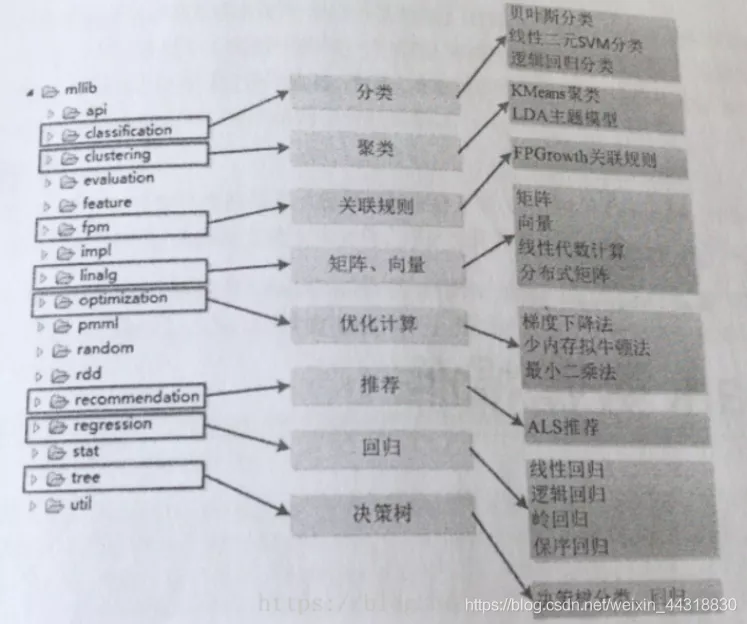 mllib
api
classification
clustering
evaluation
feature
fpm
impl
linalg
optimization
pmml
random
rdd
recommendation
regression
stat
tree
util
分类
聚类
关联规则
矩阵、向量
优化计算
推荐
回归
决策树
贝叶斯分类
线性二元SVM分类
逻辑回归分类
KMeans聚类
LDA主题模型
FPGrowth关联规则
矩阵
向量
线性代数计算
分布式矩阵
梯度下降法
少内存拟牛顿法
最小二乘法
ALS推荐
线性回归
逻辑回归
岭回归
保序回归
决策树分类、回归
https://blog.csdn.net/weixin_44318830